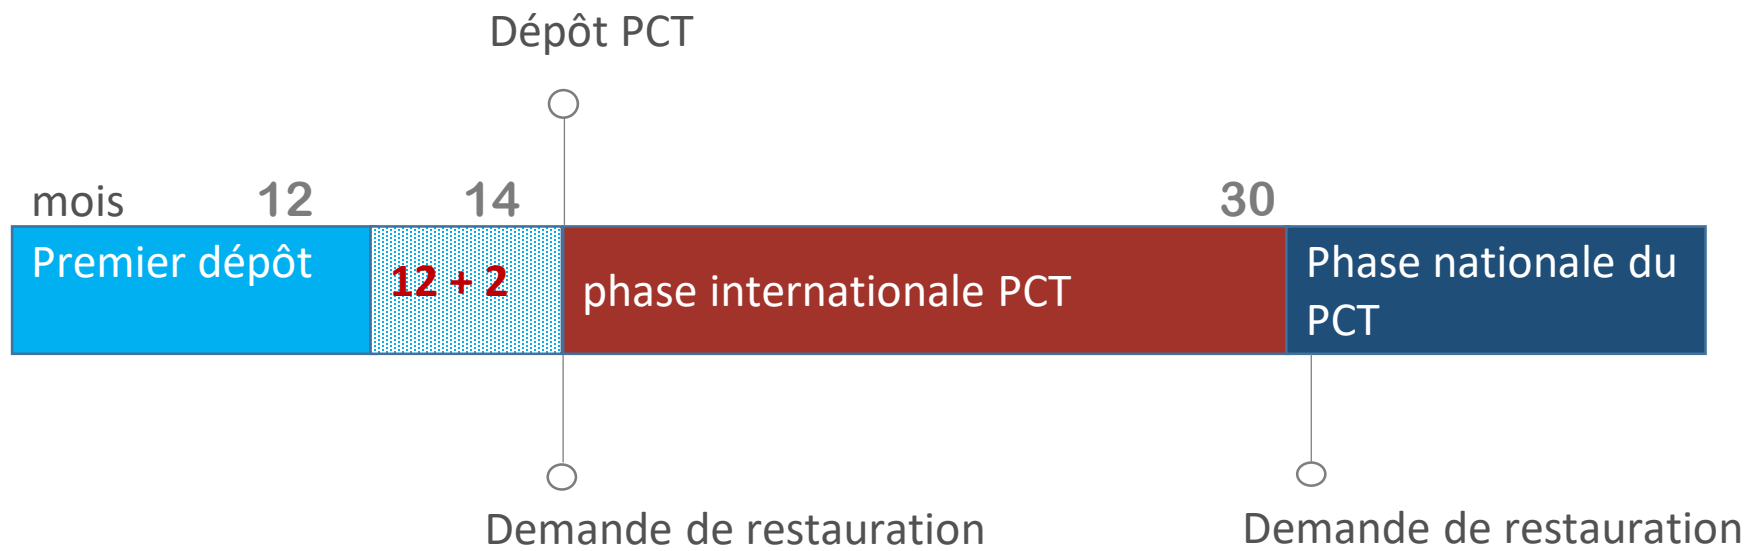 Dépôt PCT
mois 12 14 30
Premier dépôt
12 + 2
phase internationale PCT
Phase nationale du
PCT
Demande de restauration
Demande de restauration